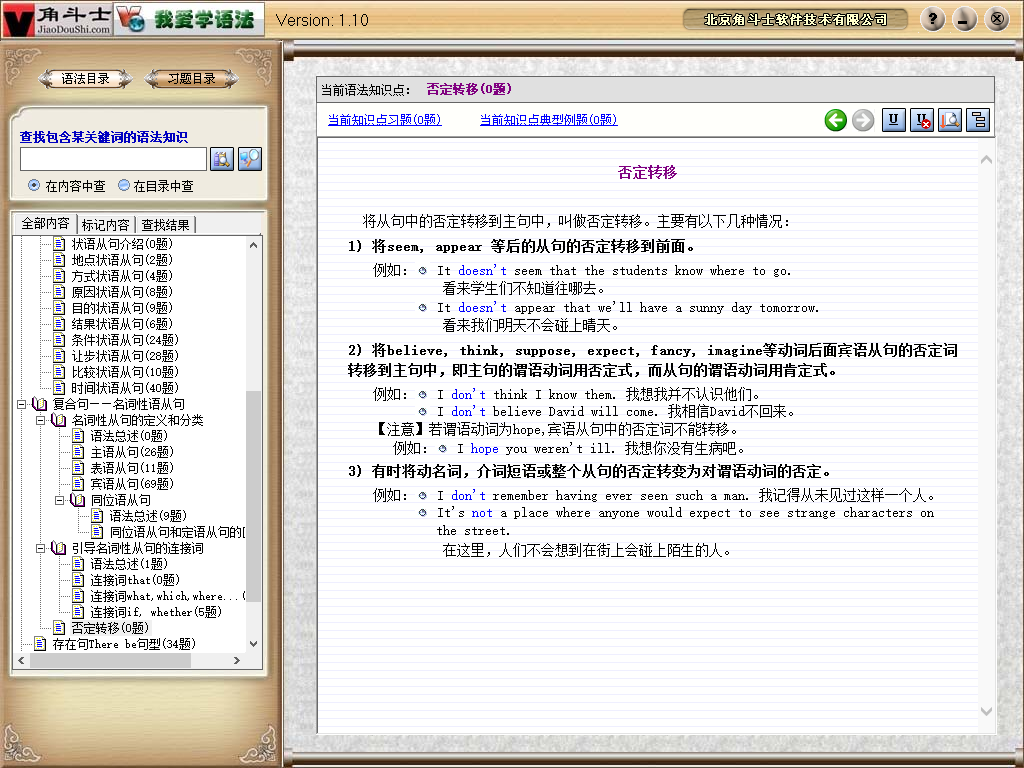 角斗士
JiaoDouShi.com
我爱学语法
Version: 1.10
北京角斗士软件技术有限公司
语法目录
习题目录
查找包含某关键词的语法知识
在内容中查
在目录中查
全部内容
标记内容
查找结果
状语从句介绍(0题)
地点状语从句(2题)
方式状语从句(4题)
原因状语从句(8题)
目的状语从句(9题)
结果状语从句(6题)
条件状语从句(24题)
让步状语从句(28题)
比较状语从句(10题)
时间状语从句(40题)
复合句——名词性语从句
名词性从句的定义和分类
语法总述(0题)
主语从句(26题)
表语从句(11题)
宾语从句(69题)
同位语从句
语法总述(9题)
同位语从句和定语从句的
引导名词性从句的连接词
语法总述(1题)
连接词that(0题)
连接词what,which,where...(
连接词if, whether(5题)
否定转移(0题)
存在句There be句型(34题)
当前语法知识点： 否定转移(0题)
当前知识点习题(0题)
当前知识点典型例题(0题)
否定转移
将从句中的否定转移到主句中，叫做否定转移。主要有以下几种情况：
1) 将seem, appear 等后的从句的否定转移到前面。
例如： It doesn't seem that the students know where to go.
看来学生们不知道往哪去。
It doesn't appear that we'll have a sunny day tomorrow.
看来我们明天不会碰上晴天。
2) 将believe, think, suppose, expect, fancy, imagine等动词后面宾语从句的否定词
转移到主句中，即主句的谓语动词用否定式，而从句的谓语动词用肯定式。
例如： I don't think I know them. 我想我并不认识他们。
I don't believe David will come. 我相信David不回来。
【注意】若谓语动词为hope,宾语从句中的否定词不能转移。
例如： I hope you weren't ill. 我想你没有生病吧。
3) 有时将动名词，介词短语或整个从句的否定转变为对谓语动词的否定。
例如： I don't remember having ever seen such a man. 我记得从未见过这样一个人。
It's not a place where anyone would expect to see strange characters on
the street.
在这里，人们不会想到在街上会碰上陌生的人。